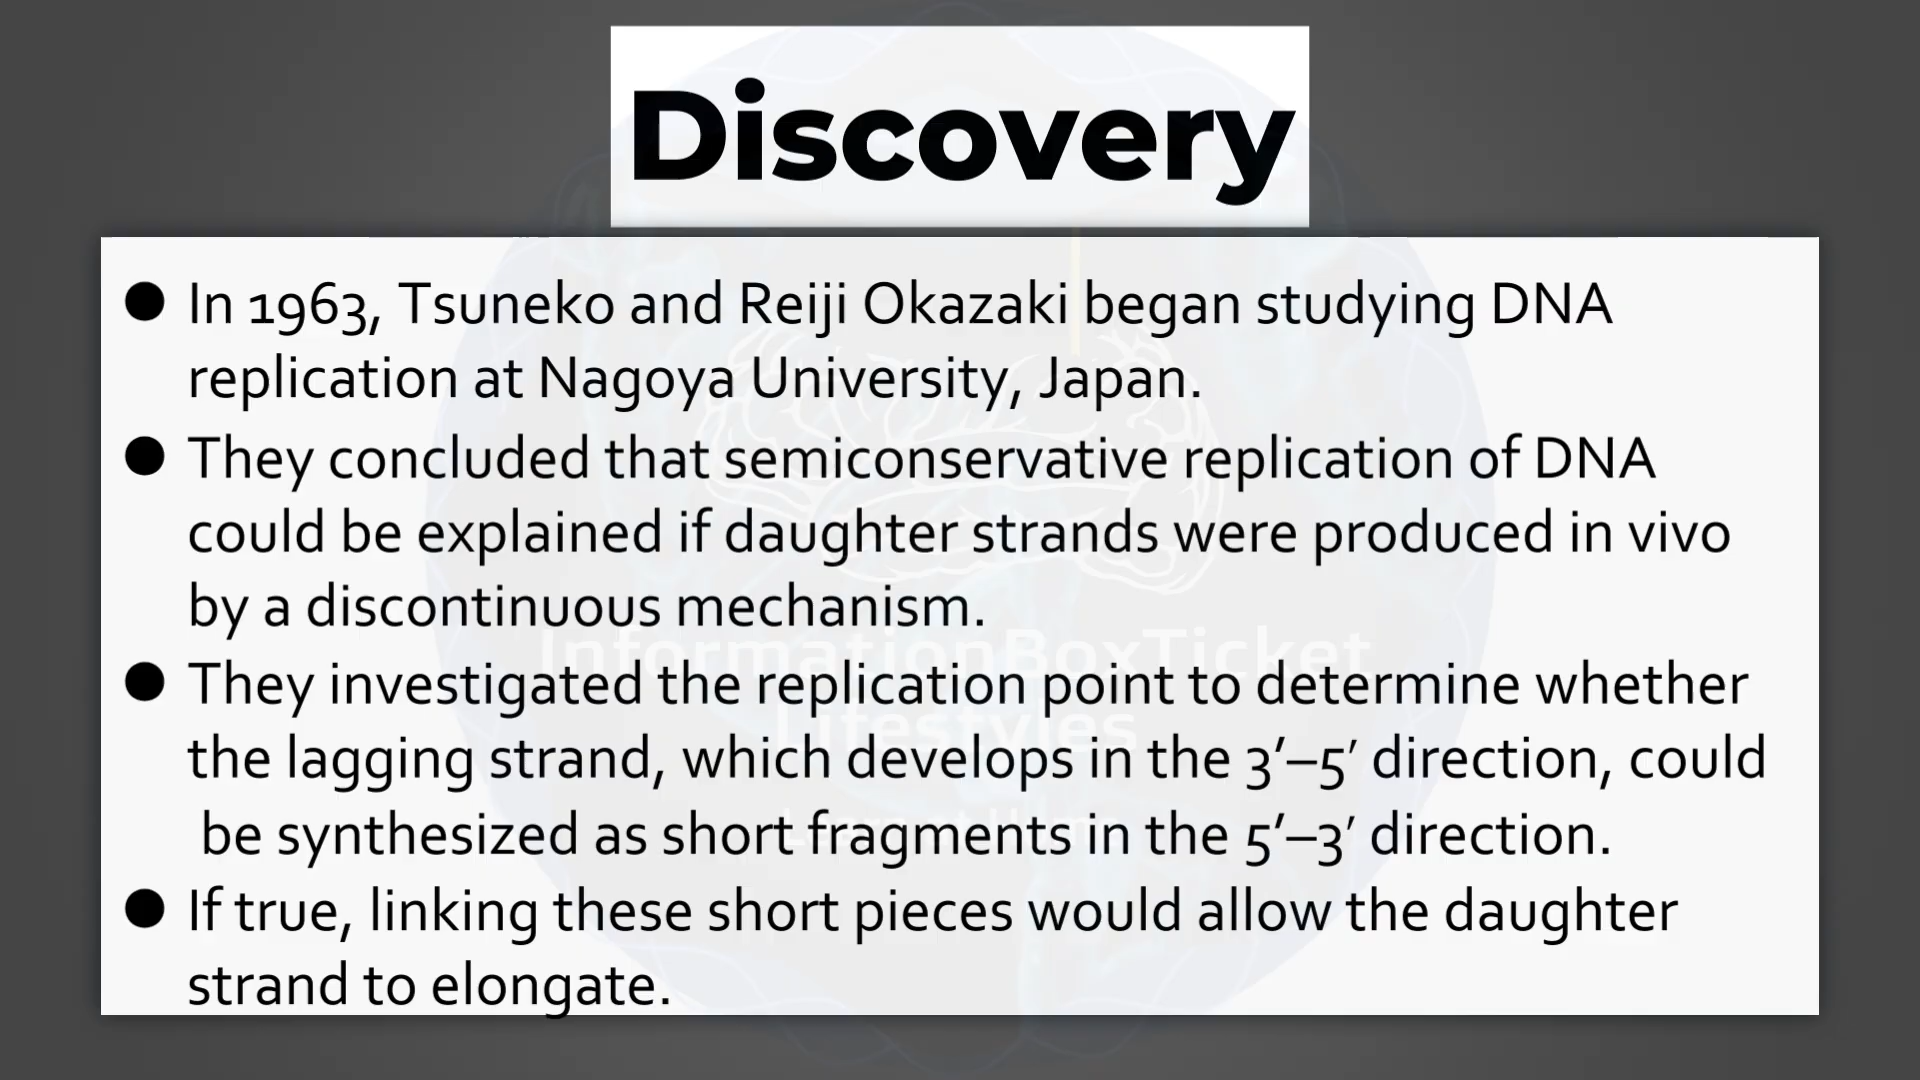 Discovery
● In 1963, Tsuneko and Reiji Okazaki began studying DNA
replication at Nagoya University, Japan.
● They concluded that semiconservative replication of DNA
could be explained if daughter strands were produced in vivo
by a discontinuous mechanism.
InformationBoxTicket
● They investigated the replication point to determine whether
Lifestyles
the lagging strand, which develops in the 3′–5′ direction, could
be synthesized as short fragments in the 5′–3′ direction.
● If true, linking these short pieces would allow the daughter
strand to elongate.